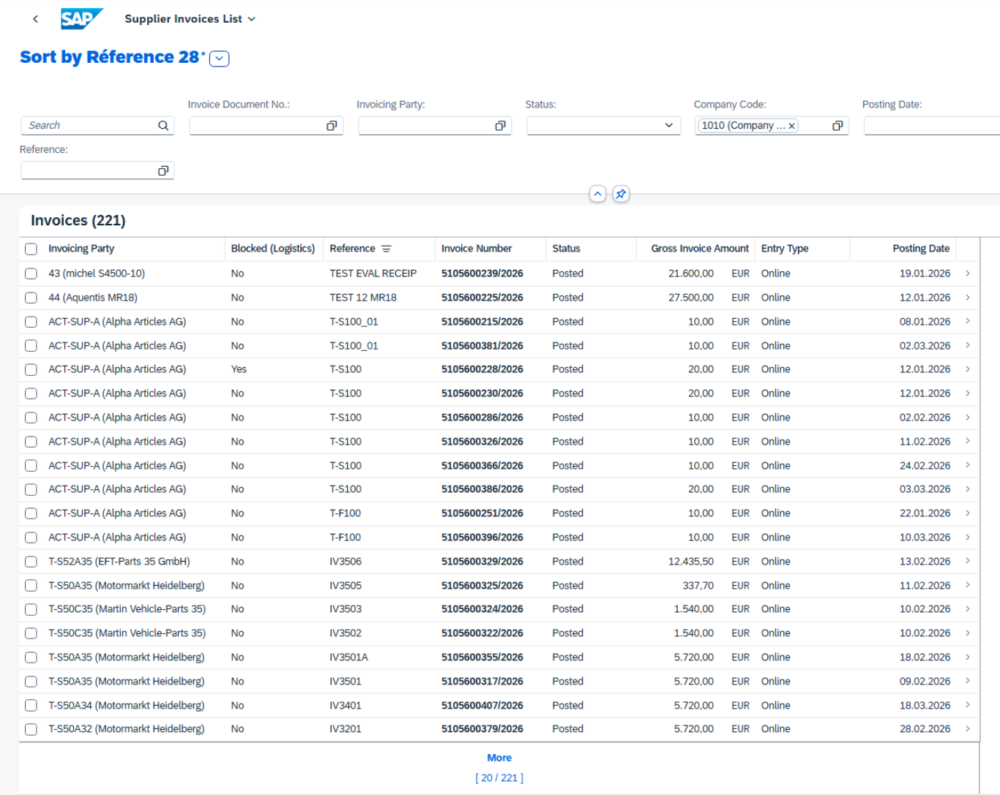 SAP Supplier Invoices List
Sort by Réference 28*
Invoice Document No.: Invoicing Party: Status: Company Code: Posting Date:
Search 1010 (Company ...
Reference:
Invoices (221)
Invoicing Party Blocked (Logistics) Reference Invoice Number Status Gross Invoice Amount Entry Type Posting Date
43 (michel S4500-10) No TEST EVAL RECEIP 5105600239/2026 Posted 21.600,00 EUR Online 19.01.2026
44 (Aquentis MR18) No TEST 12 MR18 5105600225/2026 Posted 27.500,00 EUR Online 12.01.2026
ACT-SUP-A (Alpha Articles AG) No T-S100_01 5105600215/2026 Posted 10,00 EUR Online 08.01.2026
ACT-SUP-A (Alpha Articles AG) No T-S100_01 5105600381/2026 Posted 10,00 EUR Online 02.03.2026
ACT-SUP-A (Alpha Articles AG) Yes T-S100 5105600228/2026 Posted 20,00 EUR Online 12.01.2026
ACT-SUP-A (Alpha Articles AG) No T-S100 5105600230/2026 Posted 20,00 EUR Online 12.01.2026
ACT-SUP-A (Alpha Articles AG) No T-S100 5105600286/2026 Posted 10,00 EUR Online 02.02.2026
ACT-SUP-A (Alpha Articles AG) No T-S100 5105600326/2026 Posted 10,00 EUR Online 11.02.2026
ACT-SUP-A (Alpha Articles AG) No T-S100 5105600366/2026 Posted 10,00 EUR Online 24.02.2026
ACT-SUP-A (Alpha Articles AG) No T-S100 5105600386/2026 Posted 20,00 EUR Online 03.03.2026
ACT-SUP-A (Alpha Articles AG) No T-F100 5105600251/2026 Posted 10,00 EUR Online 22.01.2026
ACT-SUP-A (Alpha Articles AG) No T-F100 5105600396/2026 Posted 10,00 EUR Online 10.03.2026
T-S52A35 (EFT-Parts 35 GmbH) No IV3506 5105600329/2026 Posted 12.435,50 EUR Online 13.02.2026
T-S50A35 (Motormarkt Heidelberg) No IV3505 5105600325/2026 Posted 337,70 EUR Online 11.02.2026
T-S50C35 (Martin Vehicle-Parts 35) No IV3503 5105600324/2026 Posted 1.540,00 EUR Online 10.02.2026
T-S50C35 (Martin Vehicle-Parts 35) No IV3502 5105600322/2026 Posted 1.540,00 EUR Online 10.02.2026
T-S50A35 (Motormarkt Heidelberg) No IV3501A 5105600355/2026 Posted 5.720,00 EUR Online 18.02.2026
T-S50A35 (Motormarkt Heidelberg) No IV3501 5105600317/2026 Posted 5.720,00 EUR Online 09.02.2026
T-S50A34 (Motormarkt Heidelberg) No IV3401 5105600407/2026 Posted 5.720,00 EUR Online 18.03.2026
T-S50A32 (Motormarkt Heidelberg) No IV3201 5105600379/2026 Posted 5.720,00 EUR Online 28.02.2026
More
[ 20 / 221 ]